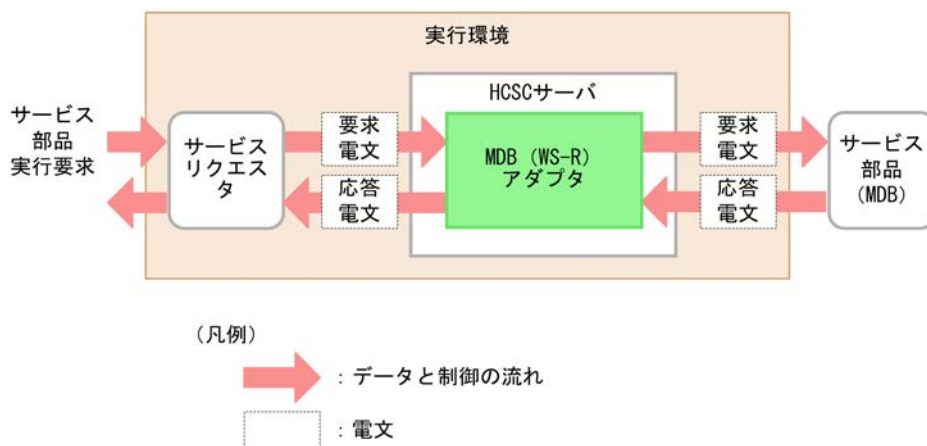 実行環境
HCSCサーバ
サービス
部品
実行要求
サービス
リクエス
タ
要求
電文
応答
電文
MDB（WS-R）
アダプタ
要求
電文
応答
電文
サービス
部品
(MDB)
（凡例）
：データと制御の流れ
：電文